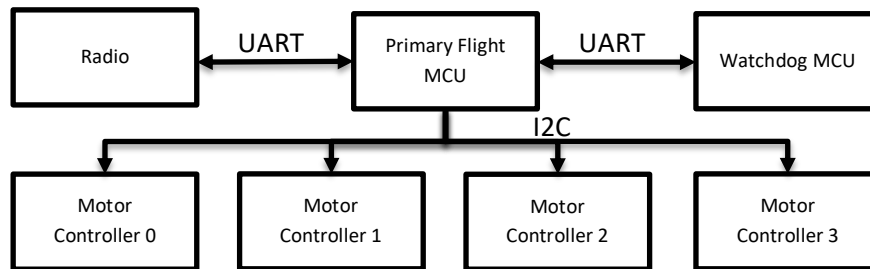 Radio
UART
Primary Flight
MCU
UART
Watchdog MCU
I2C
Motor
Controller 0
Motor
Controller 1
Motor
Controller 2
Motor
Controller 3